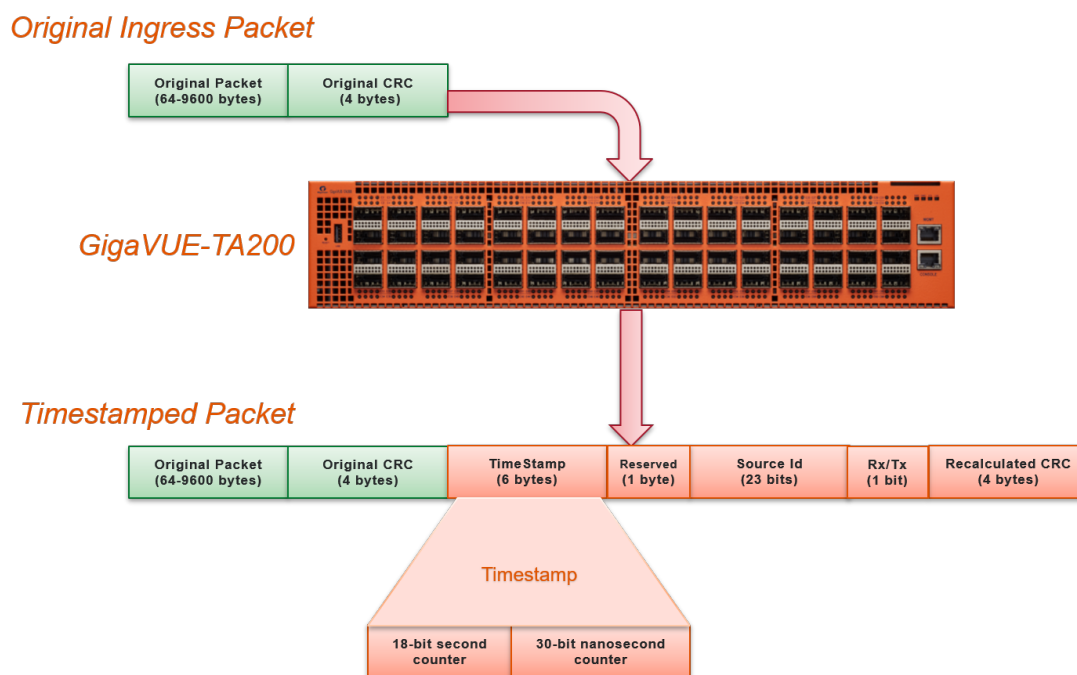 Original Ingress Packet
Original Packet
(64-9600 bytes)
Original CRC
(4 bytes)
GigaVUE-TA200
CONSOLE
Timestamped Packet
Original Packet
(64-9600 bytes)
Original CRC
(4 bytes)
TimeStamp
(6 bytes)
Reserved
(1 byte)
Source Id
(23 bits)
Rx/Tx
(1 bit)
Recalculated CRC
(4 bytes)
Timestamp
18-bit second
counter
30-bit nanosecond
counter